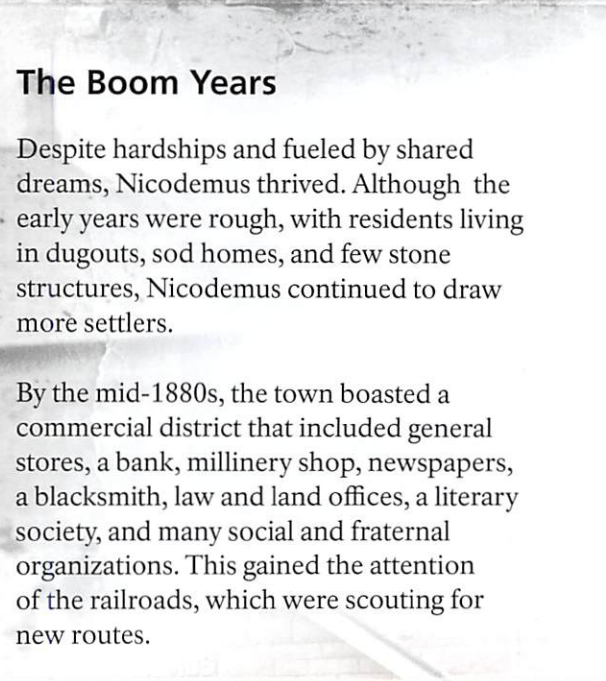 The Boom Years
Despite hardships and fueled by shared
dreams, Nicodemus thrived. Although the
early years were rough, with residents living
in dugouts, sod homes, and few stone
structures, Nicodemus continued to draw
more settlers.
By the mid-1880s, the town boasted a
commercial district that included general
stores, a bank, millinery shop, newspapers,
a blacksmith, law and land offices, a literary
society, and many social and fraternal
organizations. This gained the attention
of the railroads, which were scouting for
new routes.